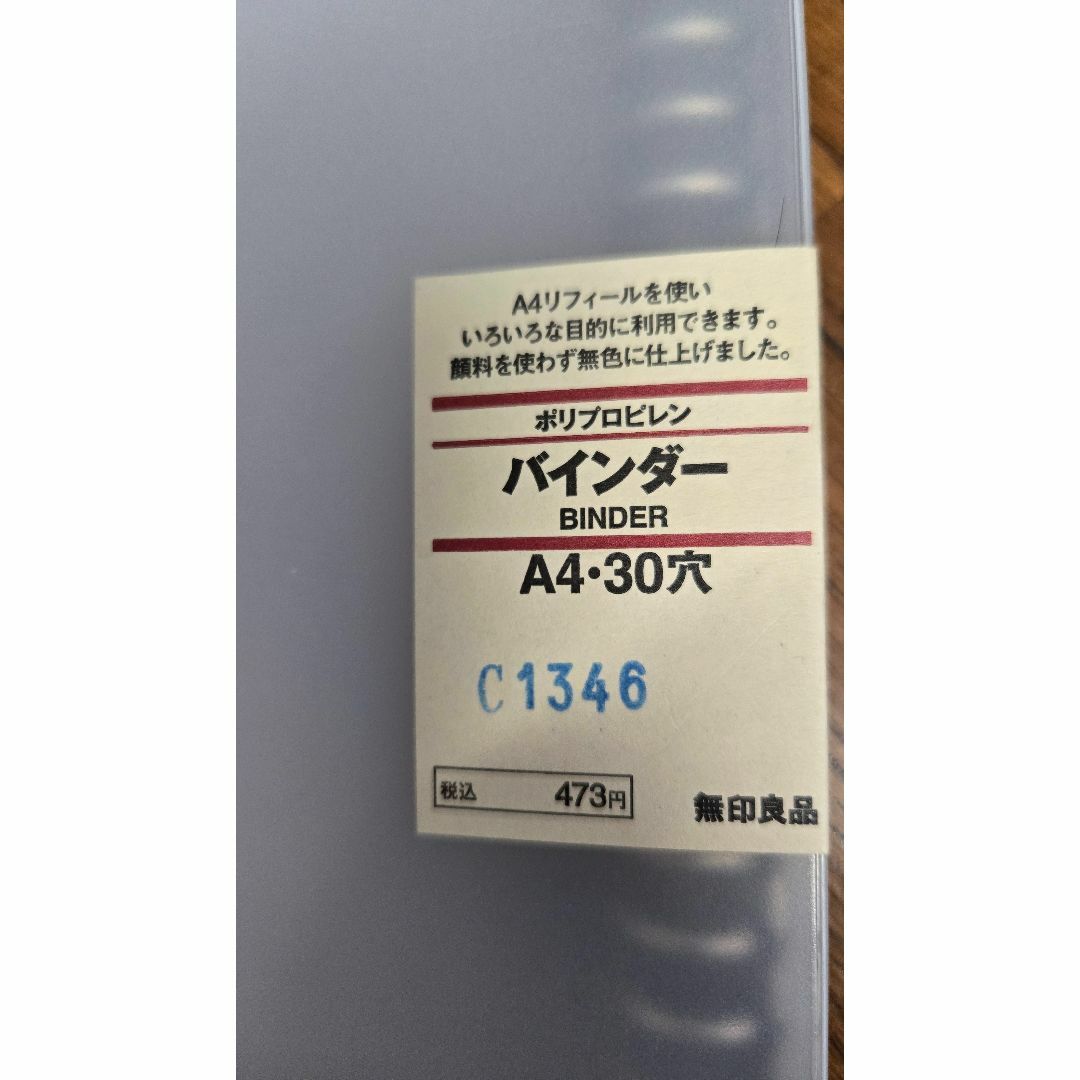 A4リフィールを使い
いろいろな目的に利用できます。
顔料を使わず無色に仕上げました。
ポリプロピレン
バインダー
BINDER
A4・30穴
C1346
税込 473円
無印良品